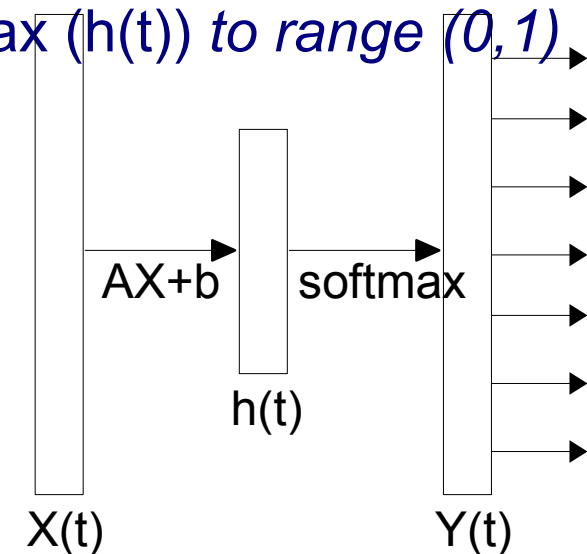 ax (h(t)) to range (0,1)
AX+b
softmax
h(t)
X(t)
Y(t)